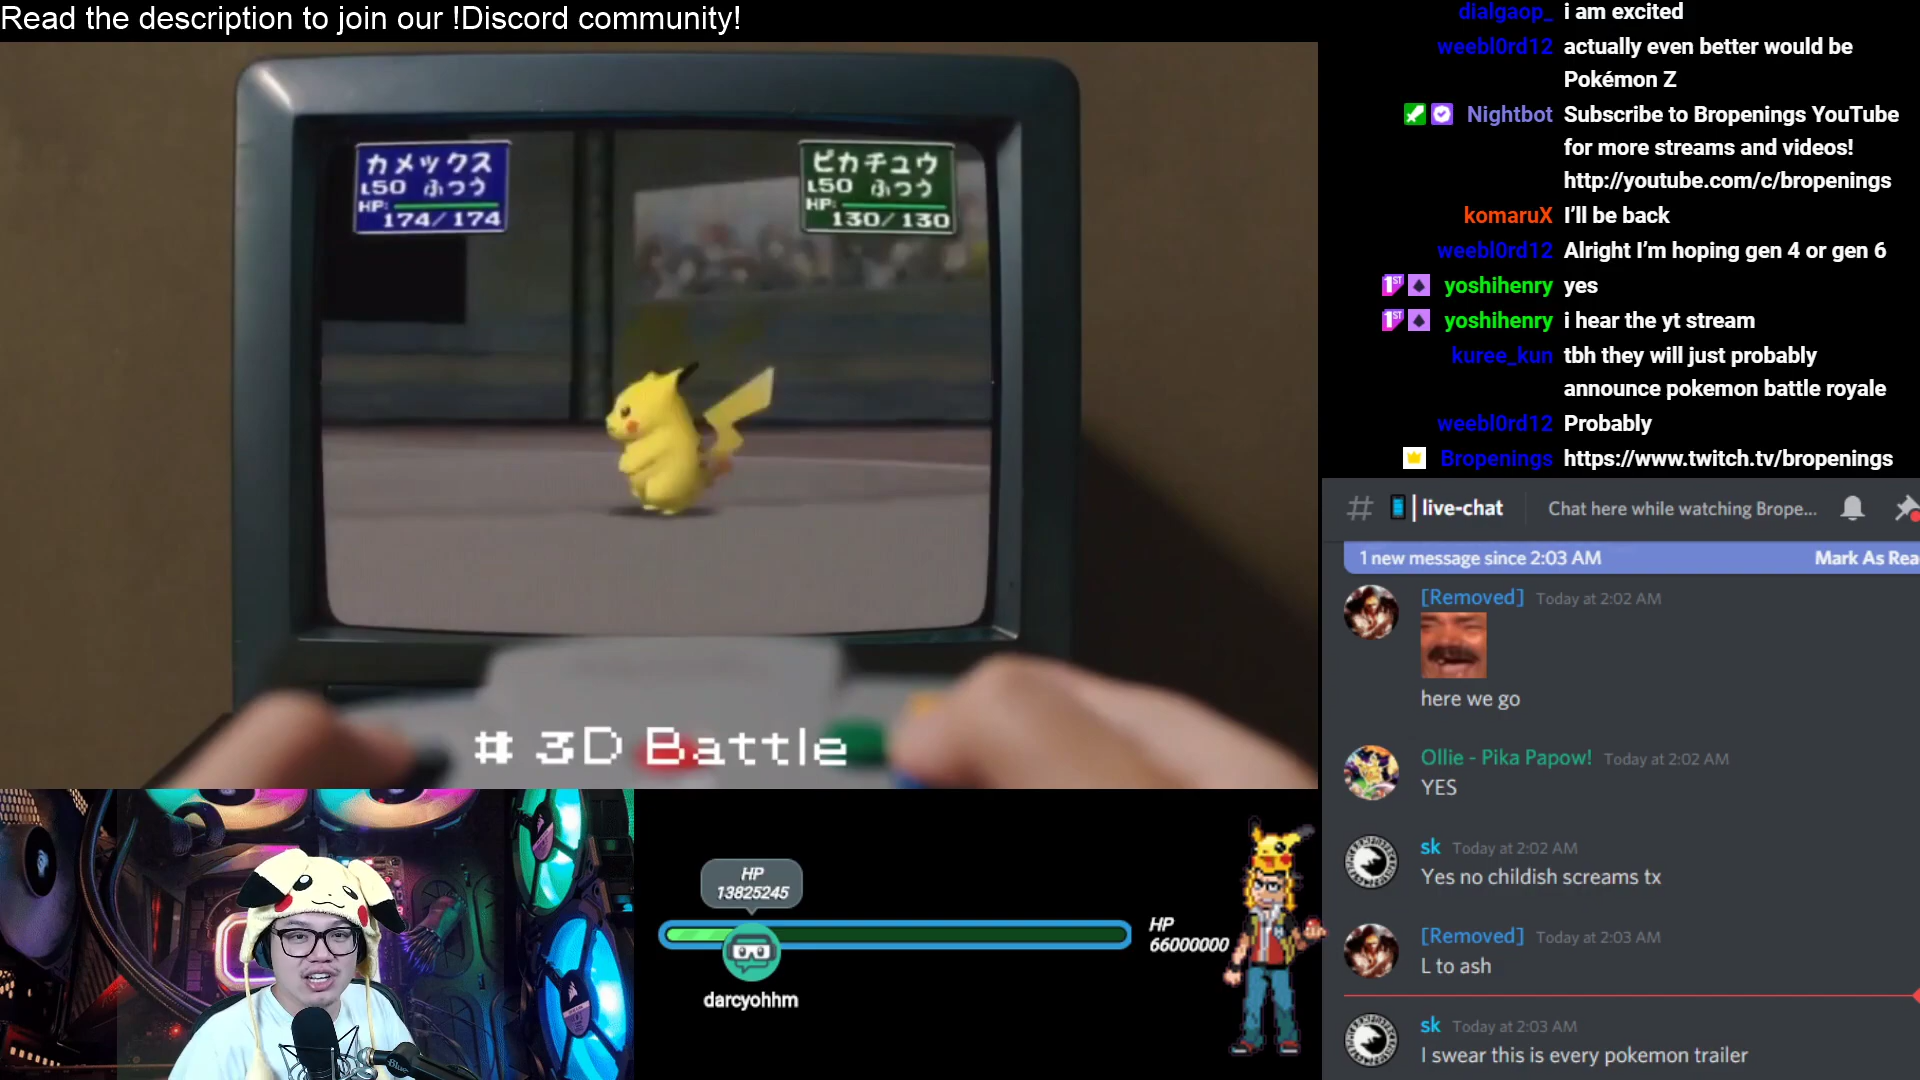 Read the description to join our !Discord community!
カメックス
L50 ふつう
HP:
174/174
ピカチュウ
L50 ふつう
HP:
130/130
# 3D Battle
dialgaop_ i am excited
weebl0rd12 actually even better would be
Pokémon Z
Nightbot Subscribe to Bropenings YouTube
for more streams and videos!
http://youtube.com/c/bropenings
komaruX I’ll be back
weebl0rd12 Alright I’m hoping gen 4 or gen 6
1ST yoshihenry yes
1ST yoshihenry i hear the yt stream
kuree_kun tbh they will just probably
announce pokemon battle royale
weebl0rd12 Probably
Bropenings https://www.twitch.tv/bropenings
# | live-chat Chat here while watching Brope...
1 new message since 2:03 AM Mark As Rea
[Removed] Today at 2:02 AM
here we go
Ollie - Pika Papow! Today at 2:02 AM
YES
sk Today at 2:02 AM
Yes no childish screams tx
[Removed] Today at 2:03 AM
L to ash
sk Today at 2:03 AM
I swear this is every pokemon trailer
HP
13825245
HP
66000000
darcyohhm